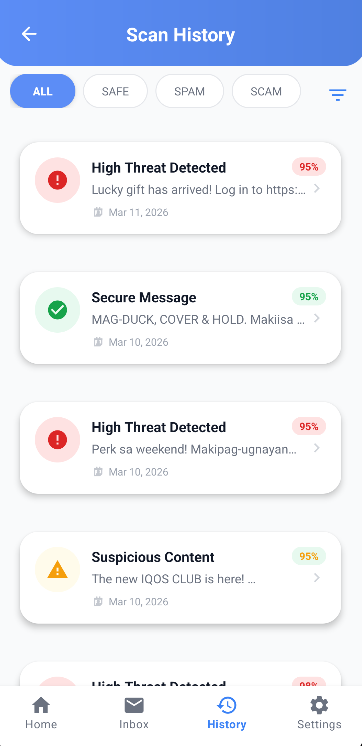 Scan History
ALL
SAFE
SPAM
SCAM
High Threat Detected
95%
Lucky gift has arrived! Log in to https:...
Mar 11, 2026
Secure Message
95%
MAG-DUCK, COVER & HOLD. Makiisa ...
Mar 10, 2026
High Threat Detected
95%
Perk sa weekend! Makipag-ugnayan...
Mar 10, 2026
Suspicious Content
95%
The new IQOS CLUB is here! ...
Mar 10, 2026
High Threat Detected
98%
Home
Inbox
History
Settings